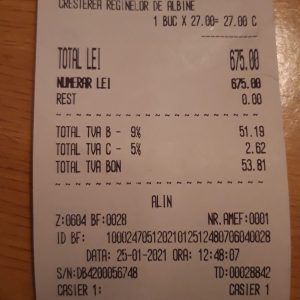 CRESTEREA REGINELOR DE ALBINE
1 BUC X 27.00= 27.00 C
TOTAL LEI 675.00
NUMERAR LEI 675.00
REST 0.00
TOTAL TVA B - 9% 51.19
TOTAL TVA C - 5% 2.62
TOTAL TVA BON 53.81
ALIN
Z:0604 BF:0028 NR.AMEF:0001
ID BF: 10002470512021012512480706040028
DATA: 25-01-2021 ORA: 12:48:07
S/N:DB4200056748 TD:00028842
CASIER 1: CASIER 1